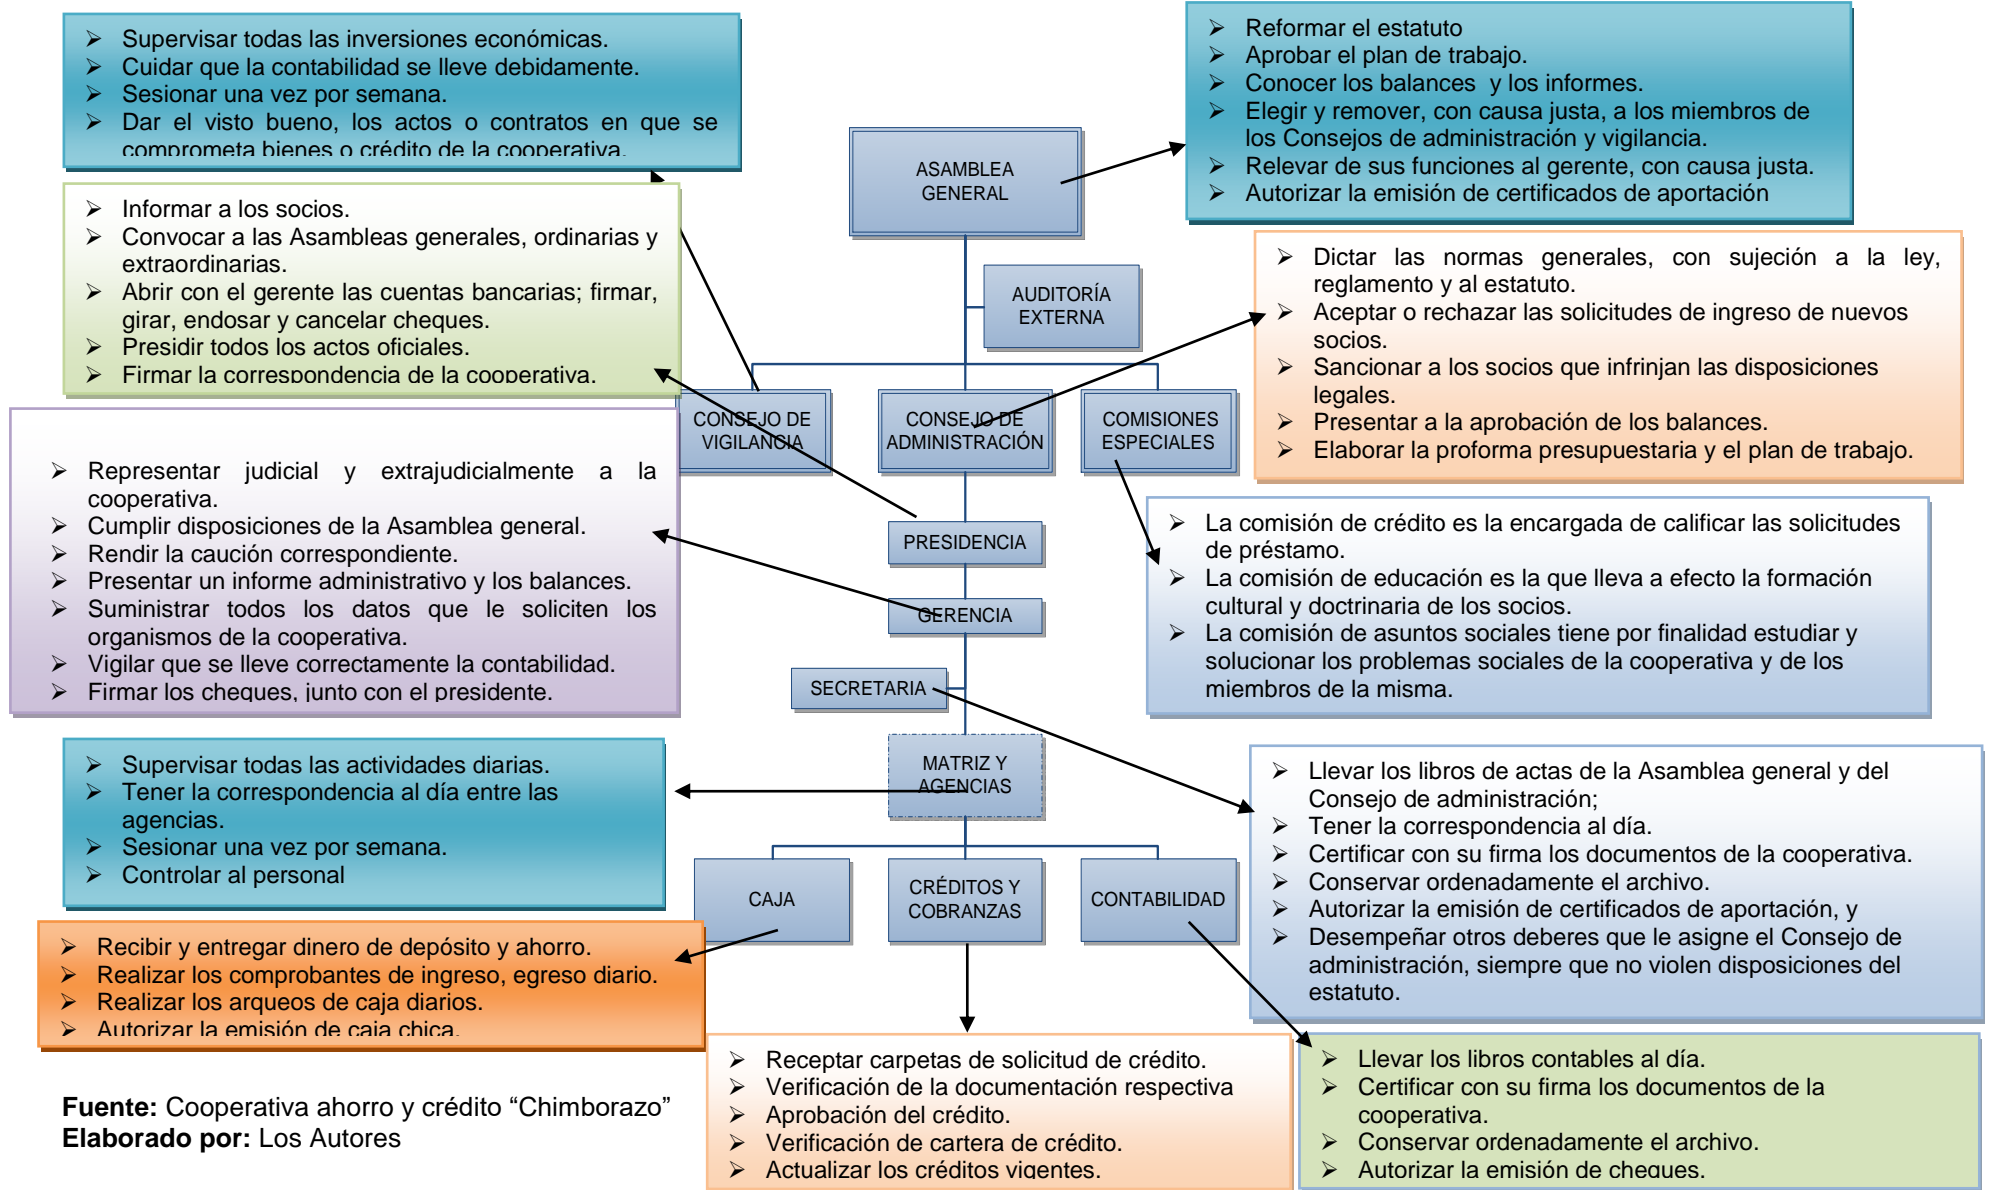 ➢ Supervisar todas las inversiones económicas.
➢ Cuidar que la contabilidad se lleve debidamente.
➢ Sesionar una vez por semana.
➢ Dar el visto bueno, los actos o contratos en que se
comprometa bienes o crédito de la cooperativa.
➢ Reformar el estatuto
➢ Aprobar el plan de trabajo.
➢ Conocer los balances y los informes.
➢ Elegir y remover, con causa justa, a los miembros de
los Consejos de administración y vigilancia.
➢ Relevar de sus funciones al gerente, con causa justa.
➢ Autorizar la emisión de certificados de aportación
ASAMBLEA
GENERAL
➢ Informar a los socios.
➢ Convocar a las Asambleas generales, ordinarias y
extraordinarias.
➢ Abrir con el gerente las cuentas bancarias; firmar,
girar, endosar y cancelar cheques.
➢ Presidir todos los actos oficiales.
➢ Firmar la correspondencia de la cooperativa.
AUDITORÍA
EXTERNA
➢ Dictar las normas generales, con sujeción a la ley,
reglamento y al estatuto.
➢ Aceptar o rechazar las solicitudes de ingreso de nuevos
socios.
➢ Sancionar a los socios que infrinjan las disposiciones
legales.
➢ Presentar a la aprobación de los balances.
➢ Elaborar la proforma presupuestaria y el plan de trabajo.
CONSEJO DE
VIGILANCIA
CONSEJO DE
ADMINISTRACIÓN
COMISIONES
ESPECIALES
➢ Representar judicial y extrajudicialmente a la
cooperativa.
➢ Cumplir disposiciones de la Asamblea general.
➢ Rendir la caución correspondiente.
➢ Presentar un informe administrativo y los balances.
➢ Suministrar todos los datos que le soliciten los
organismos de la cooperativa.
➢ Vigilar que se lleve correctamente la contabilidad.
➢ Firmar los cheques, junto con el presidente.
PRESIDENCIA
GERENCIA
SECRETARIA
➢ La comisión de crédito es la encargada de calificar las solicitudes
de préstamo.
➢ La comisión de educación es la que lleva a efecto la formación
cultural y doctrinaria de los socios.
➢ La comisión de asuntos sociales tiene por finalidad estudiar y
solucionar los problemas sociales de la cooperativa y de los
miembros de la misma.
MATRIZ Y
AGENCIAS
➢ Supervisar todas las actividades diarias.
➢ Tener la correspondencia al día entre las
agencias.
➢ Sesionar una vez por semana.
➢ Controlar al personal
➢ Llevar los libros de actas de la Asamblea general y del
Consejo de administración;
➢ Tener la correspondencia al día.
➢ Certificar con su firma los documentos de la cooperativa.
➢ Conservar ordenadamente el archivo.
➢ Autorizar la emisión de certificados de aportación, y
➢ Desempeñar otros deberes que le asigne el Consejo de
administración, siempre que no violen disposiciones del
estatuto.
CAJA
CRÉDITOS Y
COBRANZAS
CONTABILIDAD
➢ Recibir y entregar dinero de depósito y ahorro.
➢ Realizar los comprobantes de ingreso, egreso diario.
➢ Realizar los arqueos de caja diarios.
➢ Autorizar la emisión de caja chica.
➢ Receptar carpetas de solicitud de crédito.
➢ Verificación de la documentación respectiva
➢ Aprobación del crédito.
➢ Verificación de cartera de crédito.
➢ Actualizar los créditos vigentes.
➢ Llevar los libros contables al día.
➢ Certificar con su firma los documentos de la
cooperativa.
➢ Conservar ordenadamente el archivo.
➢ Autorizar la emisión de cheques.
Fuente: Cooperativa ahorro y crédito “Chimborazo”
Elaborado por: Los Autores